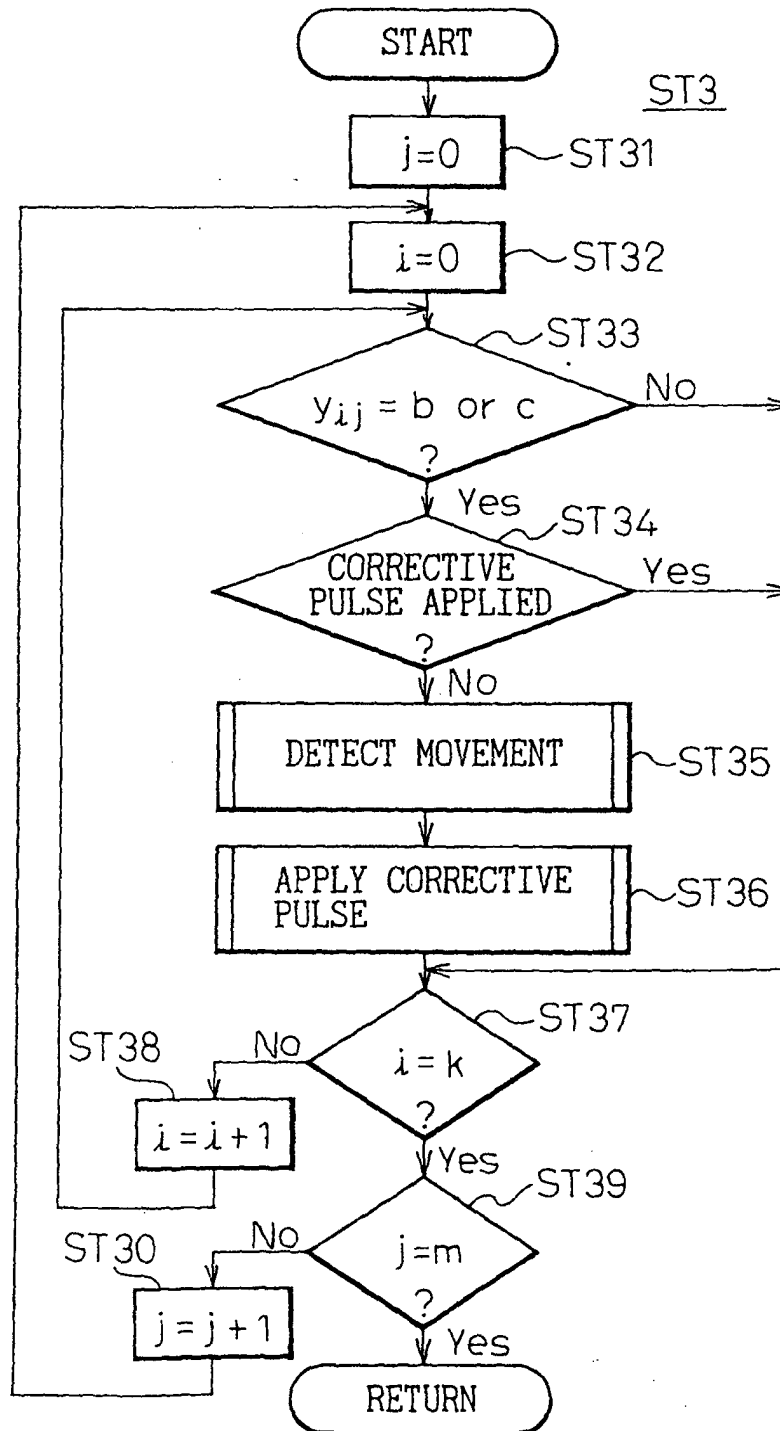 START
ST3
j=0
ST31
i=0
ST32
ST33
yij = b or c
?
No
Yes
ST34
CORRECTIVE
PULSE APPLIED
?
Yes
No
DETECT MOVEMENT
ST35
APPLY CORRECTIVE
PULSE
ST36
ST37
i=k
?
No
ST38
i=i+1
Yes
ST39
j=m
?
No
ST30
j=j+1
Yes
RETURN